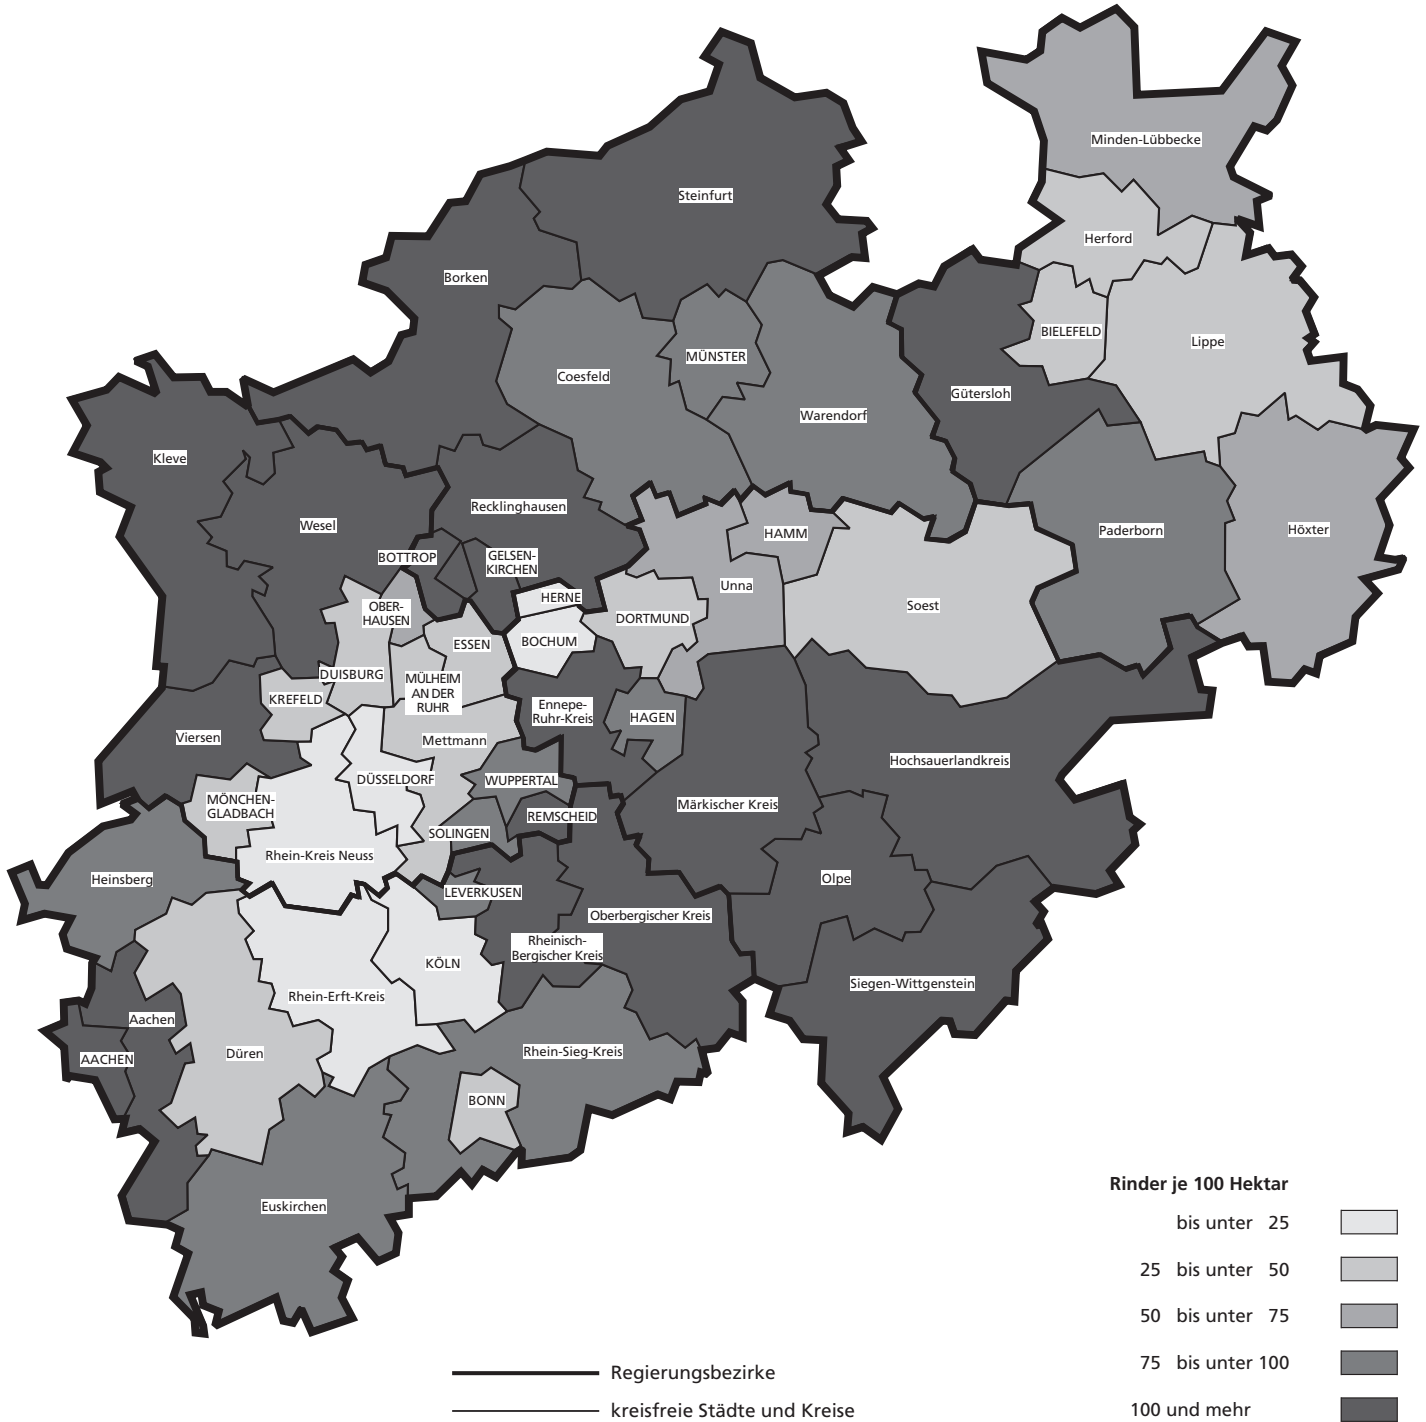 Minden-Lübbecke
Steinfurt
Herford
Borken
BIELEFELD
Lippe
MÜNSTER
Coesfeld
Gütersloh
Warendorf
Kleve
Recklinghausen
Wesel
HAMM
Paderborn
Höxter
BOTTROP
GELSEN-
KIRCHEN
Unna
HERNE
Soest
OBER-
HAUSEN
DORTMUND
ESSEN
BOCHUM
DUISBURG
MÜLHEIM
AN DER
RUHR
KREFELD
Ennepe-
Ruhr-Kreis
HAGEN
Viersen
Mettmann
Hochsauerlandkreis
DÜSSELDORF
WUPPERTAL
MÖNCHEN-
GLADBACH
Märkischer Kreis
REMSCHEID
SOLINGEN
Rhein-Kreis Neuss
Heinsberg
Olpe
LEVERKUSEN
Oberbergischer Kreis
Rheinisch-
Bergischer Kreis
KÖLN
Siegen-Wittgenstein
Rhein-Erft-Kreis
Aachen
Düren
Rhein-Sieg-Kreis
AACHEN
BONN
Euskirchen
Rinder je 100 Hektar
bis unter 25
25 bis unter 50
50 bis unter 75
75 bis unter 100
100 und mehr
Regierungsbezirke
kreisfreie Städte und Kreise